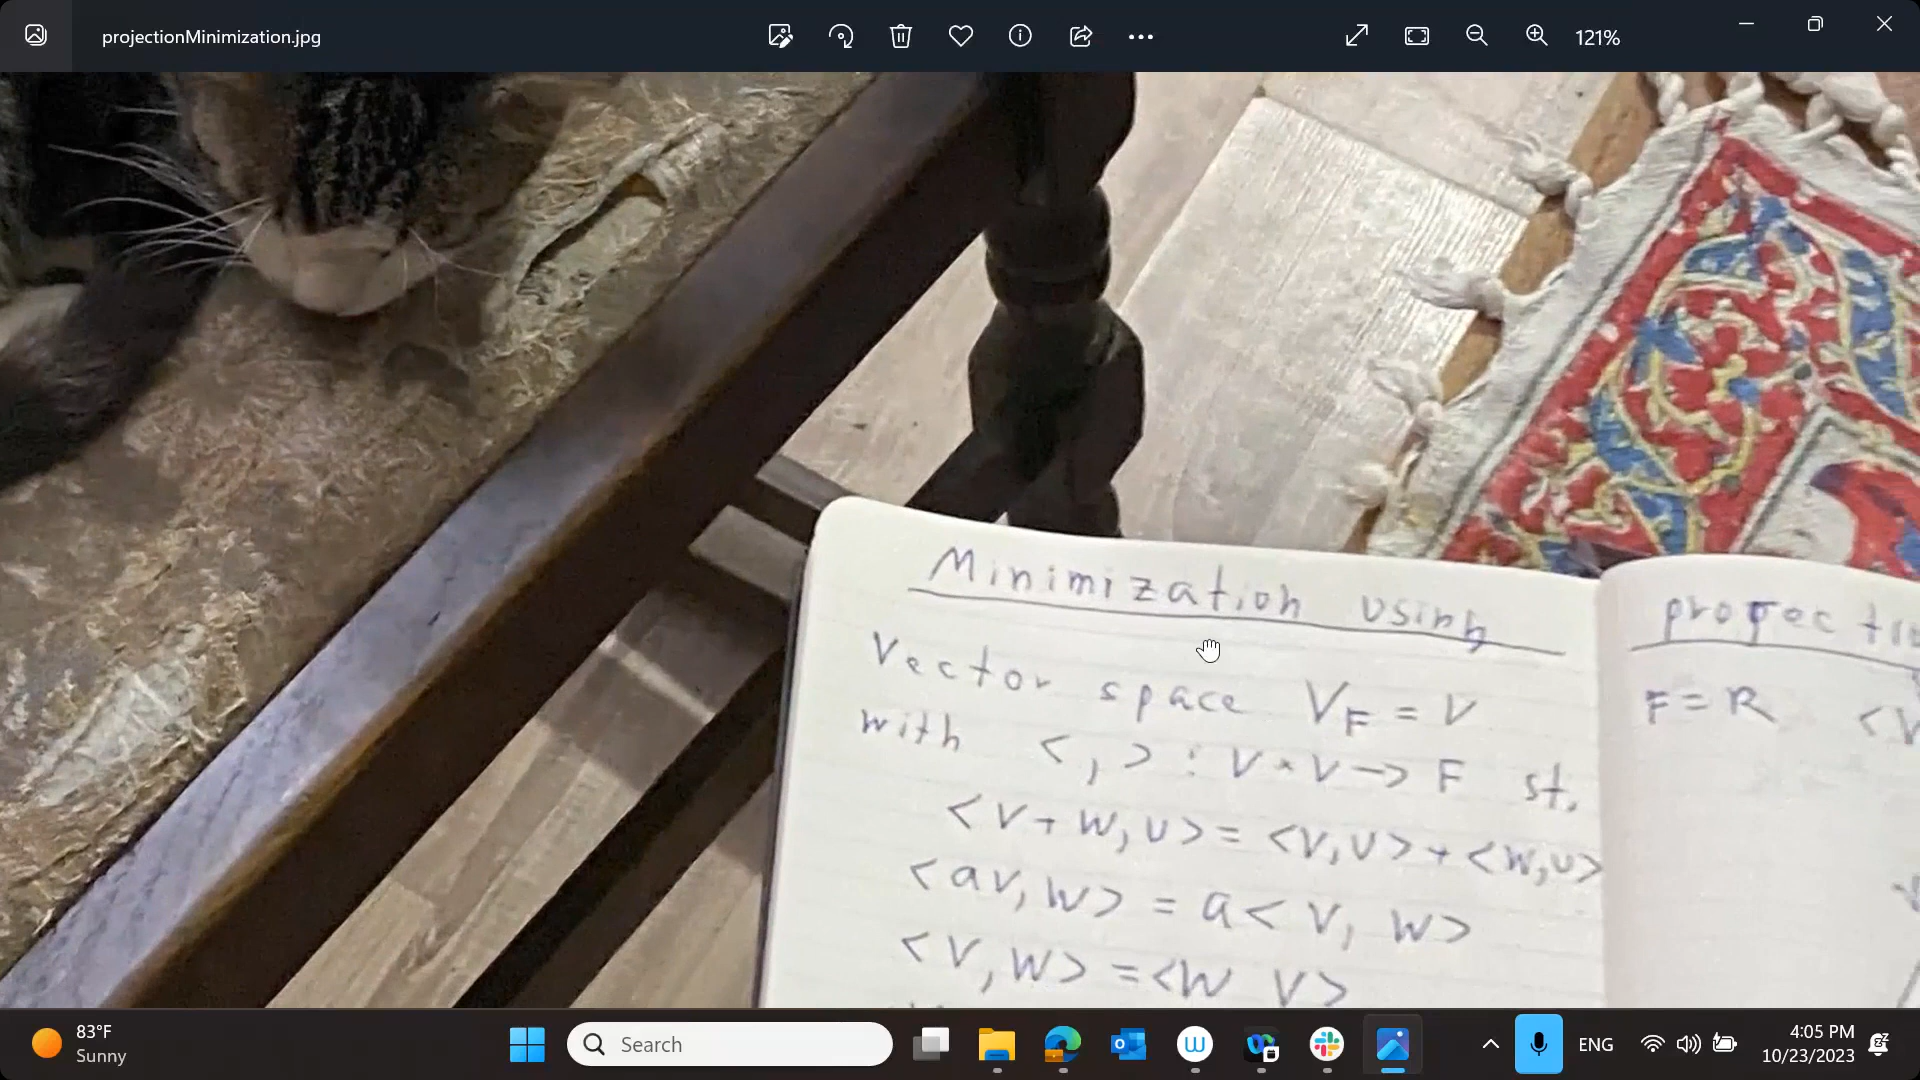 projectionMinimization.jpg
121%
Minimization using
Vector space V_F = V
with < , > : V × V → F st.
<v + w, u> = <v, u> + <w, u>
<av, w> = a<v, w>
<v, w> = <w v>
F = R <v
83°F
Sunny
Search
ENG
4:05 PM
10/23/2023